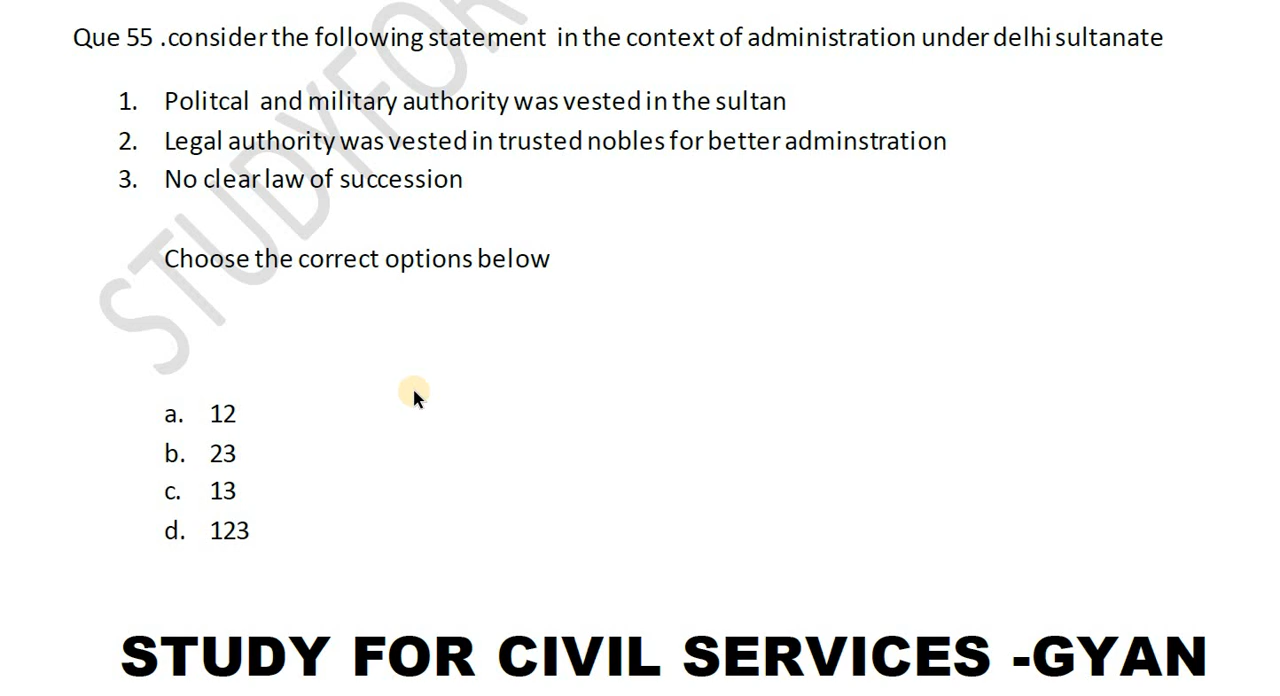 Que 55 .consider the following statement in the context of administration under delhi sultanate
1. Politcal and military authority was vested in the sultan
2. Legal authority was vested in trusted nobles for better adminstration
3. No clear law of succession
Choose the correct options below
a. 12
b. 23
c. 13
d. 123
STUDY FOR CIVIL SERVICES -GYAN
STUDYFOR